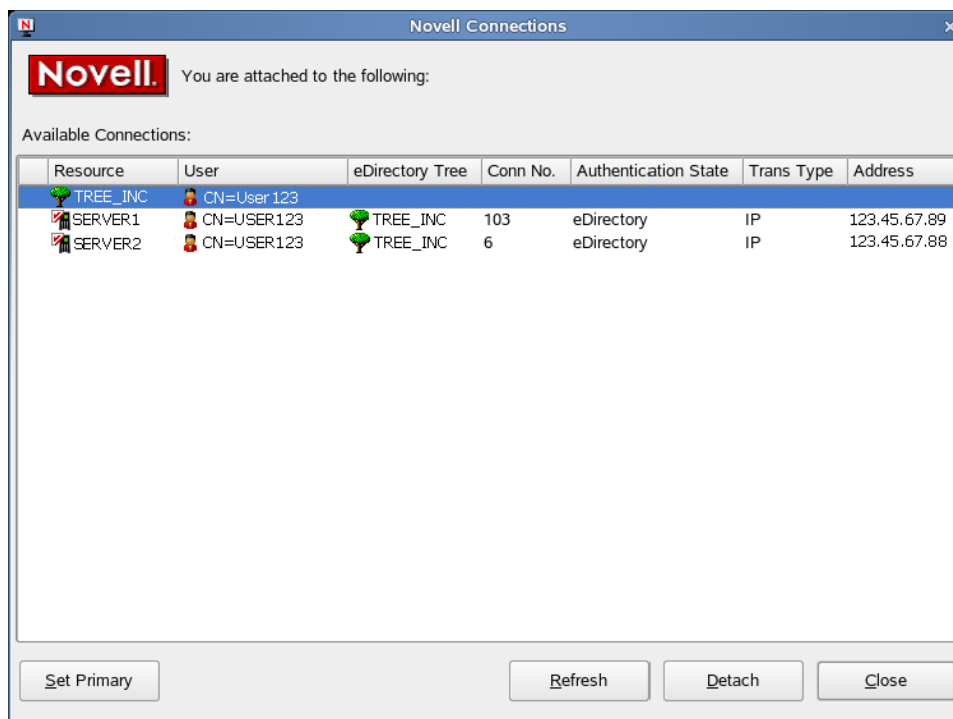 Novell Connections
Novell. You are attached to the following:
Available Connections:
Resource User eDirectory Tree Conn No. Authentication State Trans Type Address
TREE_INC CN=User123
SERVER1 CN=USER123 TREE_INC 103 eDirectory IP 123.45.67.89
SERVER2 CN=USER123 TREE_INC 6 eDirectory IP 123.45.67.88
Set Primary Refresh Detach Close